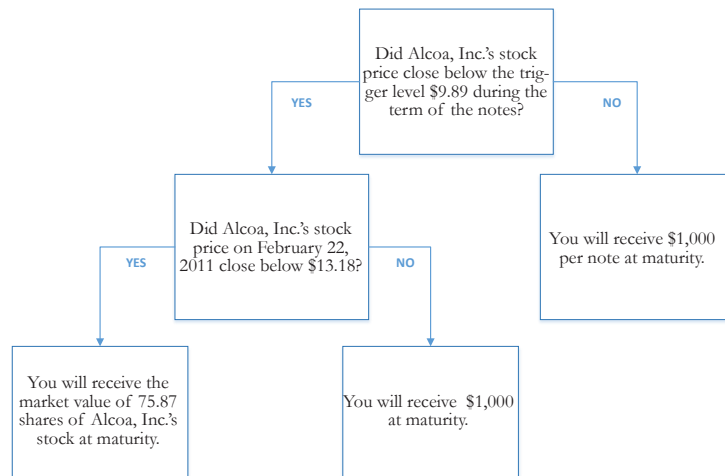 Did Alcoa, Inc.'s stock
price close below the trig-
ger level $9.89 during the
term of the notes?
YES
NO
Did Alcoa, Inc.'s stock
price on February 22,
2011 close below $13.18?
You will receive $1,000
per note at maturity.
YES
NO
You will receive the
market value of 75.87
shares of Alcoa, Inc.'s
stock at maturity.
You will receive $1,000
at maturity.